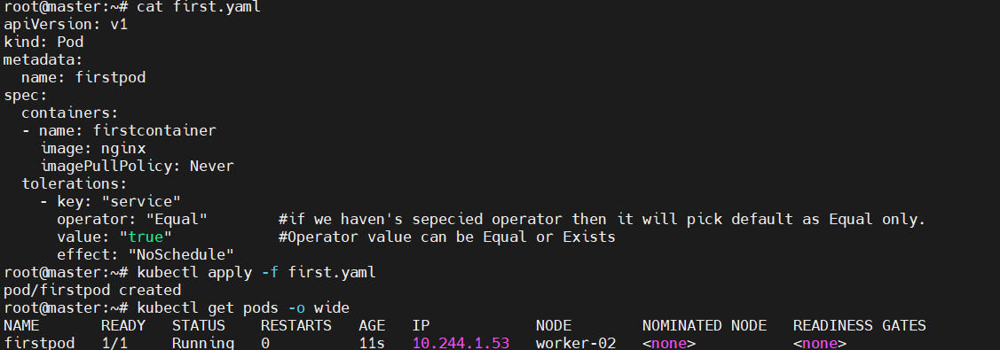 root@master:~# cat first.yaml
apiVersion: v1
kind: Pod
metadata:
  name: firstpod
spec:
  containers:
  - name: firstcontainer
    image: nginx
    imagePullPolicy: Never
  tolerations:
    - key: "service"
      operator: "Equal"        #if we haven's sepecied operator then it will pick default as Equal only.
      value: "true"            #Operator value can be Equal or Exists
      effect: "NoSchedule"
root@master:~# kubectl apply -f first.yaml
pod/firstpod created
root@master:~# kubectl get pods -o wide
NAME       READY   STATUS    RESTARTS   AGE   IP            NODE        NOMINATED NODE   READINESS GATES
firstpod   1/1     Running   0          11s   10.244.1.53   worker-02   <none>           <none>